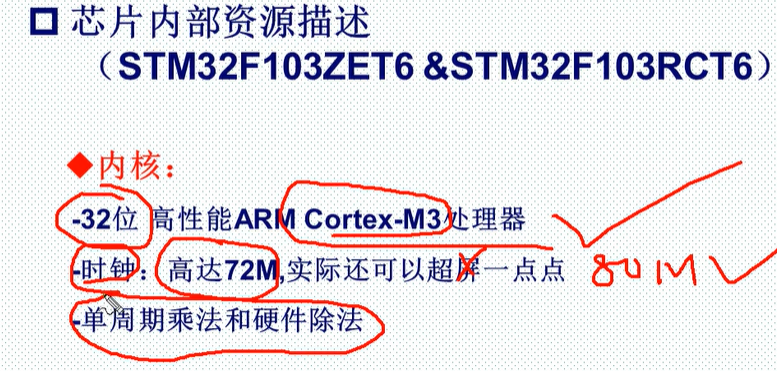 芯片内部资源描述
（STM32F103ZET6 &STM32F103RCT6）
内核：
-32位 高性能ARM Cortex-M3处理器
-时钟：高达72M,实际还可以超屏一点点 80M
-单周期乘法和硬件除法